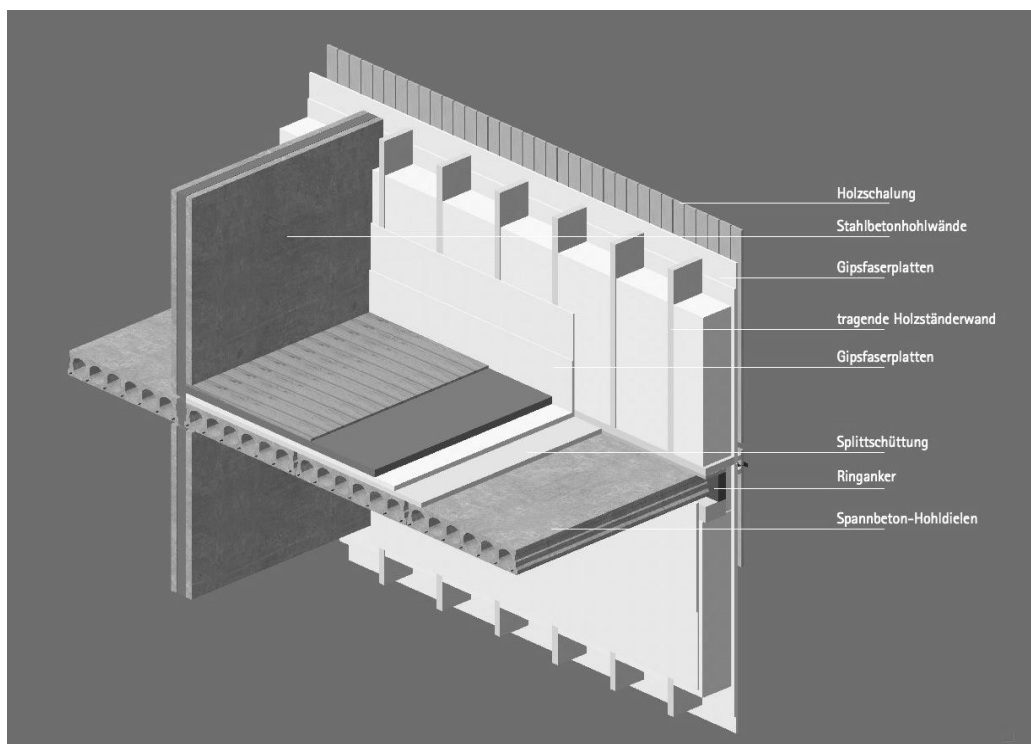 Holzschalung
Stahlbetonhohlwände
Gipsfaserplatten
tragende Holzständerwand
Gipsfaserplatten
Splittschüttung
Ringanker
Spannbeton-Hohldielen